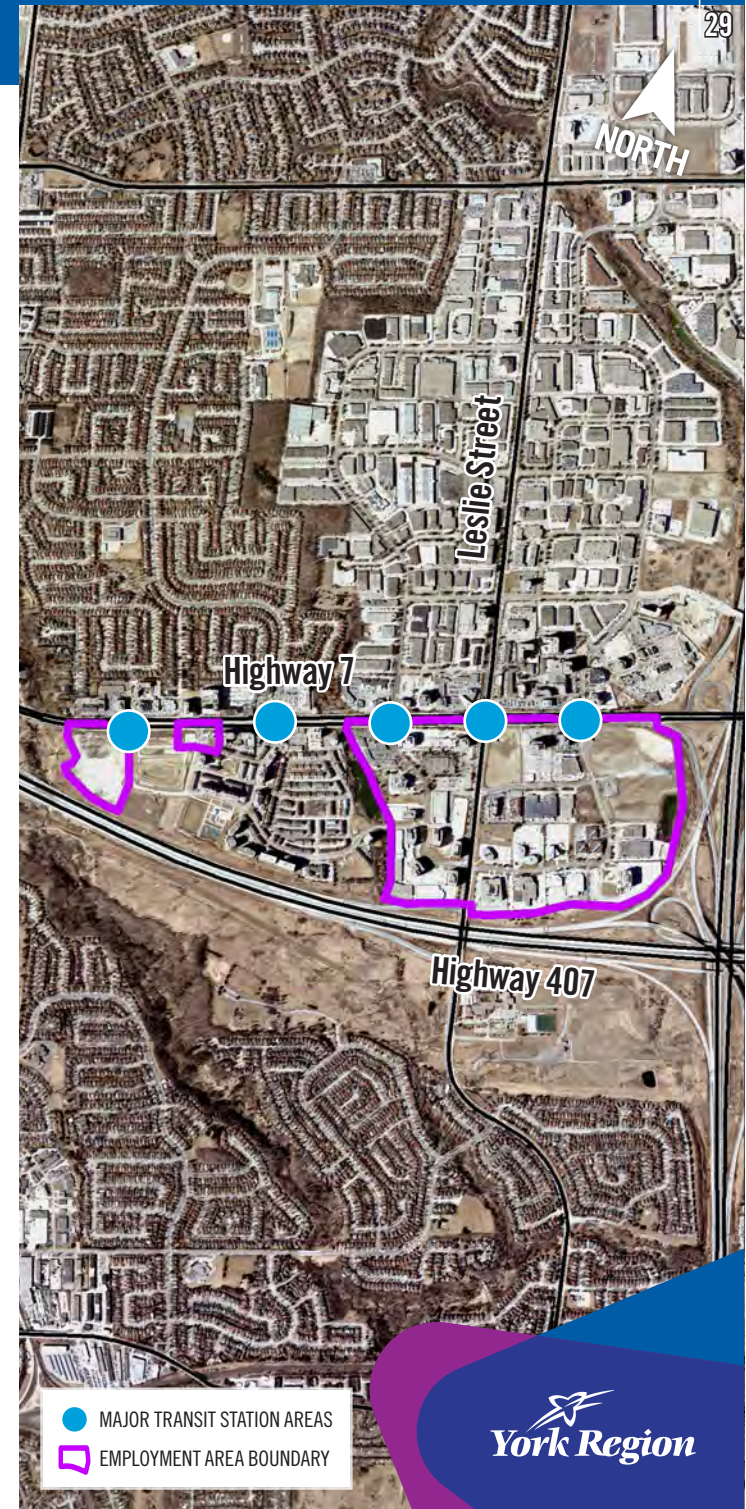 29
NORTH
Leslie Street
Highway 7
Highway 407
MAJOR TRANSIT STATION AREAS
EMPLOYMENT AREA BOUNDARY
York Region